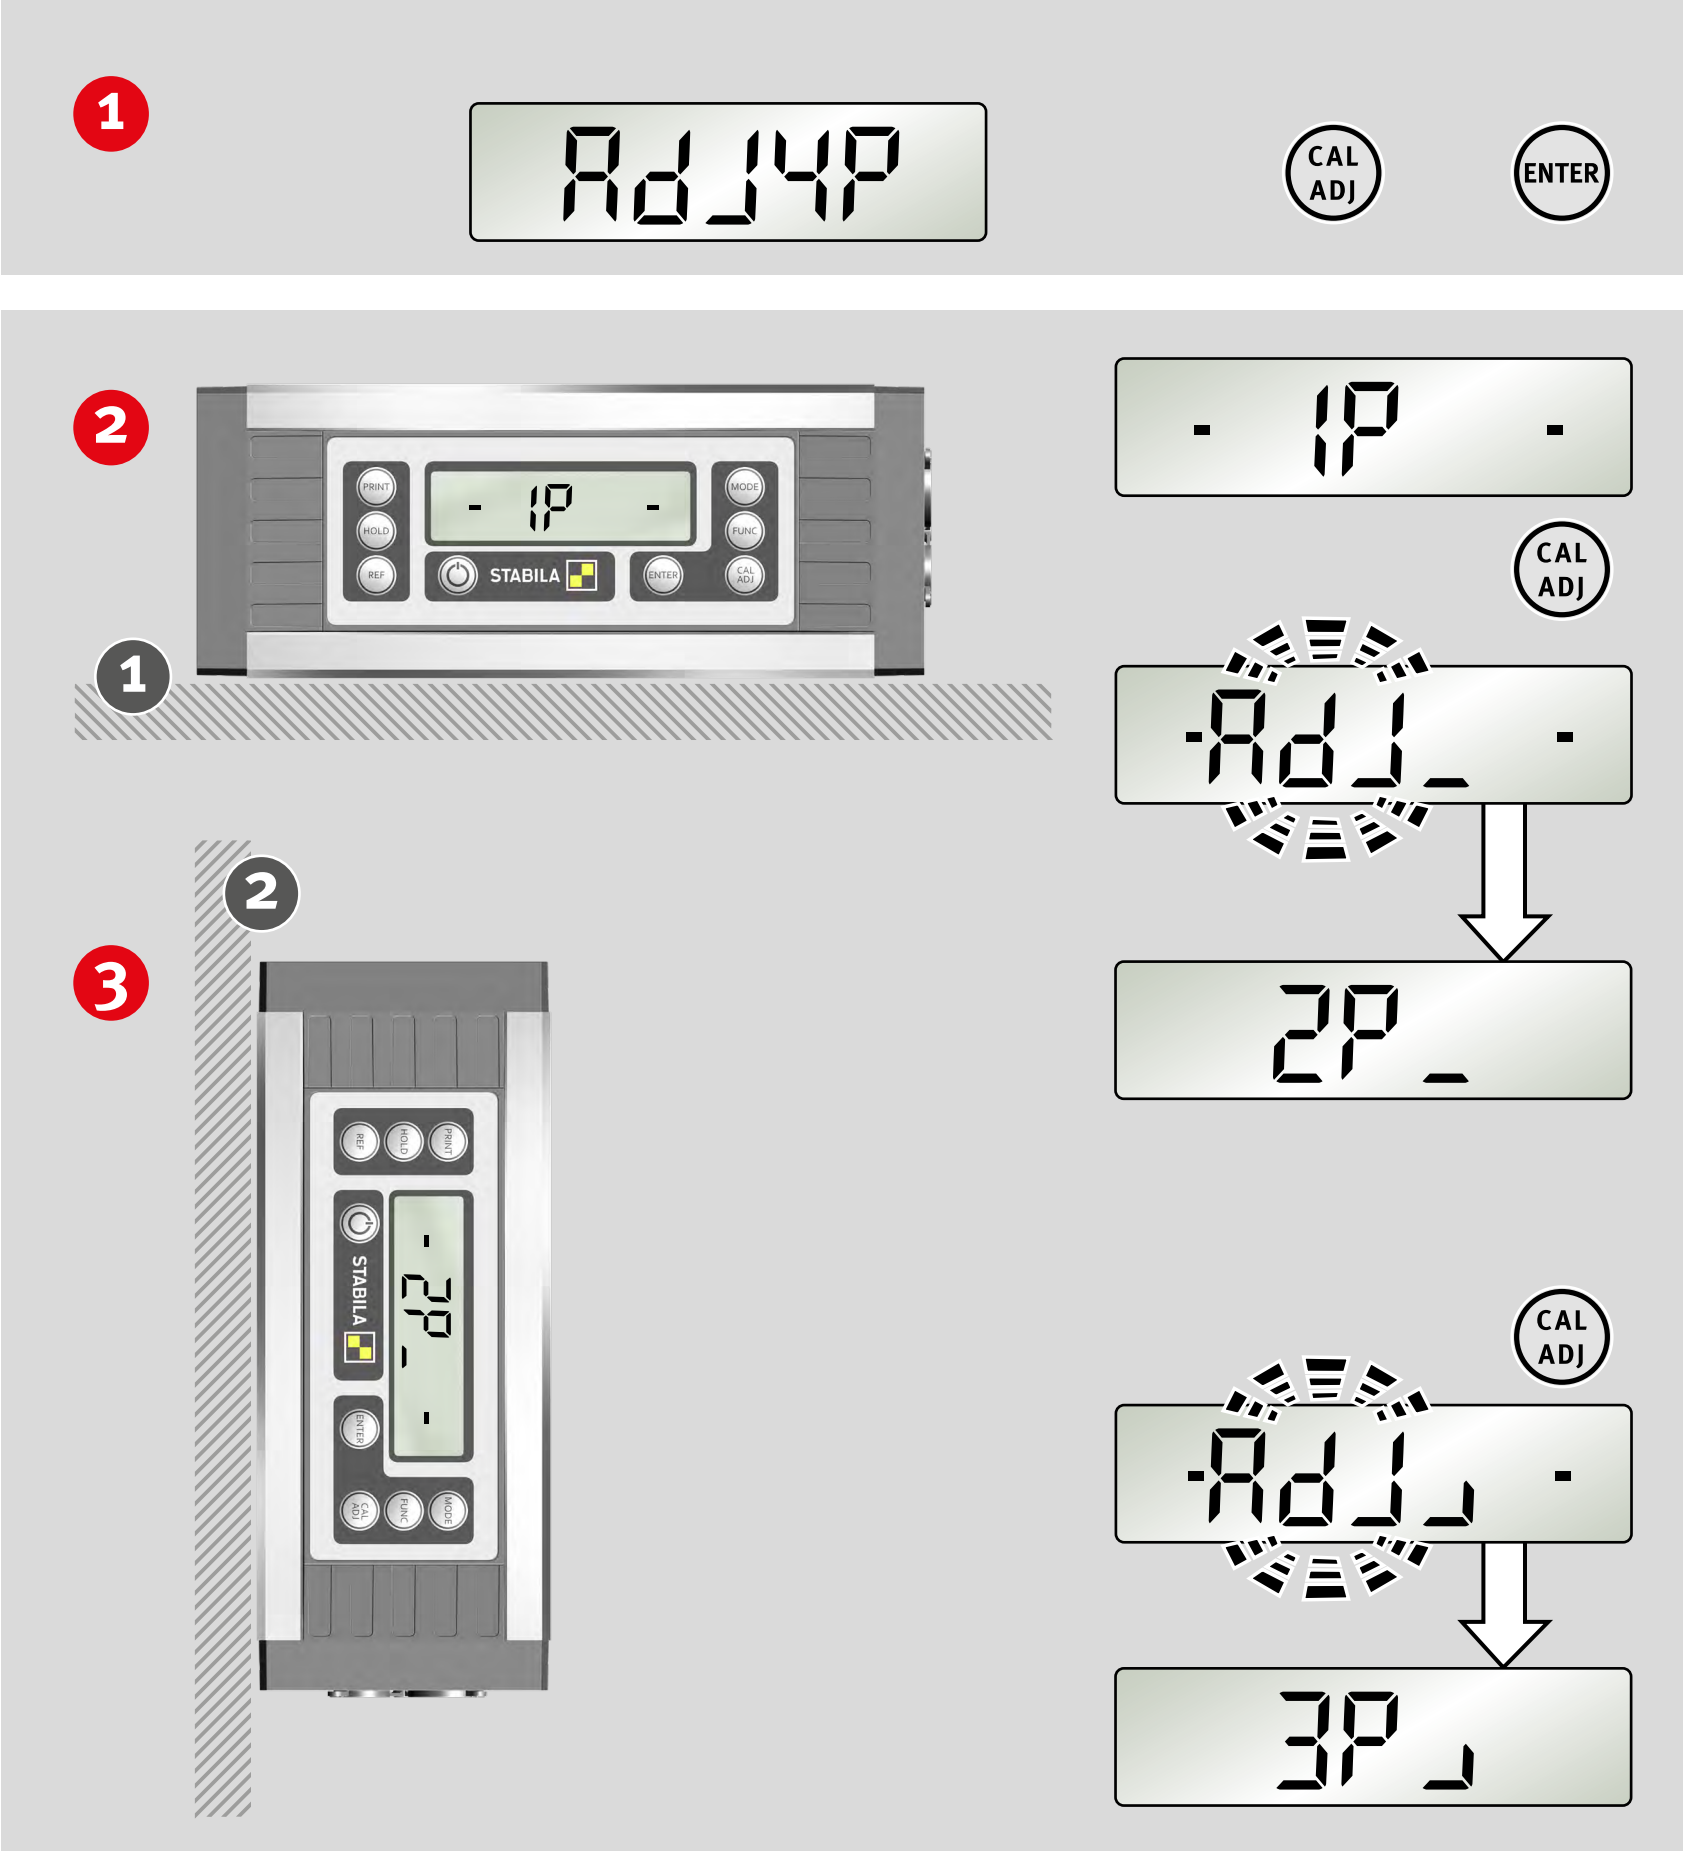 1
AdJ4P
CAL
ADJ
ENTER
2
- 1P -
PRINT
HOLD
REF
- 1P -
STABILA
ENTER
MODE
FUNC
CAL
ADJ
1
CAL
ADJ
-AdJ_ -
2
3
2P_
REF
HOLD
PRINT
- 2P_ -
STABILA
ENTER
CAL
ADJ
FUNC
MODE
CAL
ADJ
-AdJ⌟ -
3P ⌟